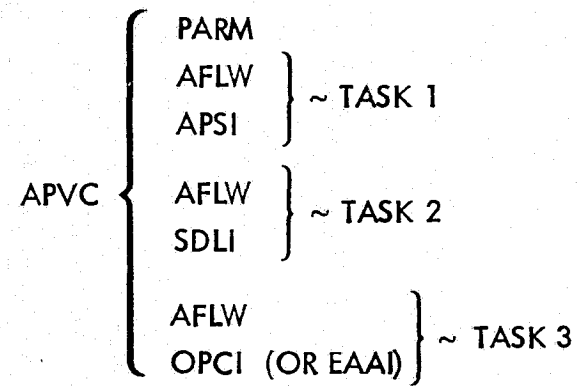 PARM
AFLW
APSI
~ TASK 1
APVC
AFLW
SDLI
~ TASK 2
AFLW
OPCI (OR EAAI)
~ TASK 3